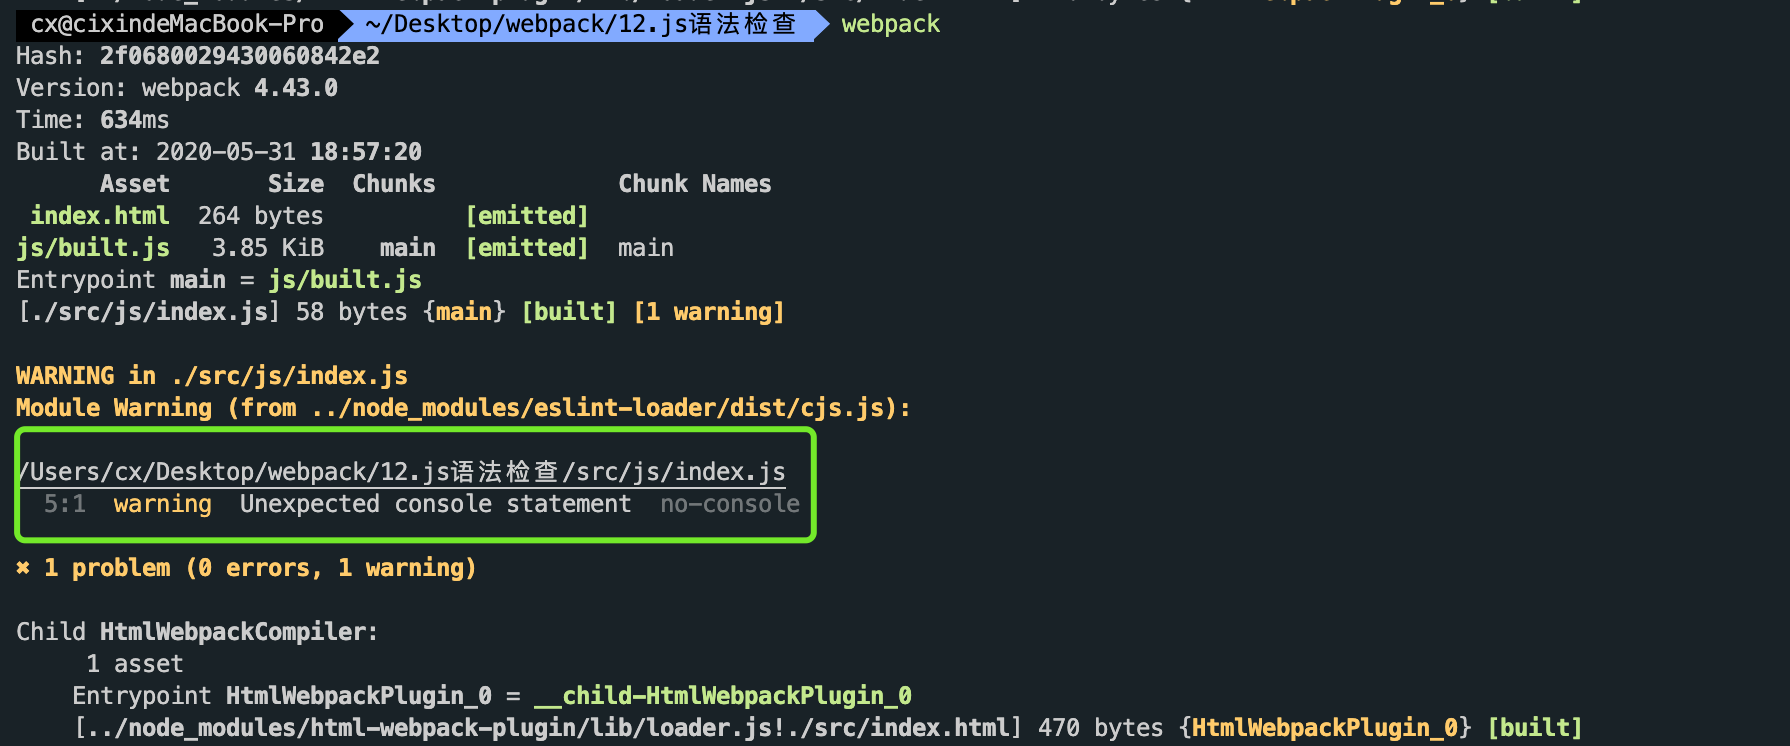 cx@cixindeMacBook-Pro ~/Desktop/webpack/12.js语法检查 webpack
Hash: 2f0680029430060842e2
Version: webpack 4.43.0
Time: 634ms
Built at: 2020-05-31 18:57:20
Asset Size Chunks Chunk Names
index.html 264 bytes [emitted]
js/built.js 3.85 KiB main [emitted] main
Entrypoint main = js/built.js
[./src/js/index.js] 58 bytes {main} [built] [1 warning]
WARNING in ./src/js/index.js
Module Warning (from ../node_modules/eslint-loader/dist/cjs.js):
/Users/cx/Desktop/webpack/12.js语法检查/src/js/index.js
5:1 warning Unexpected console statement no-console
✖ 1 problem (0 errors, 1 warning)
Child HtmlWebpackCompiler:
1 asset
Entrypoint HtmlWebpackPlugin_0 = __child-HtmlWebpackPlugin_0
[../node_modules/html-webpack-plugin/lib/loader.js!./src/index.html] 470 bytes {HtmlWebpackPlugin_0} [built]